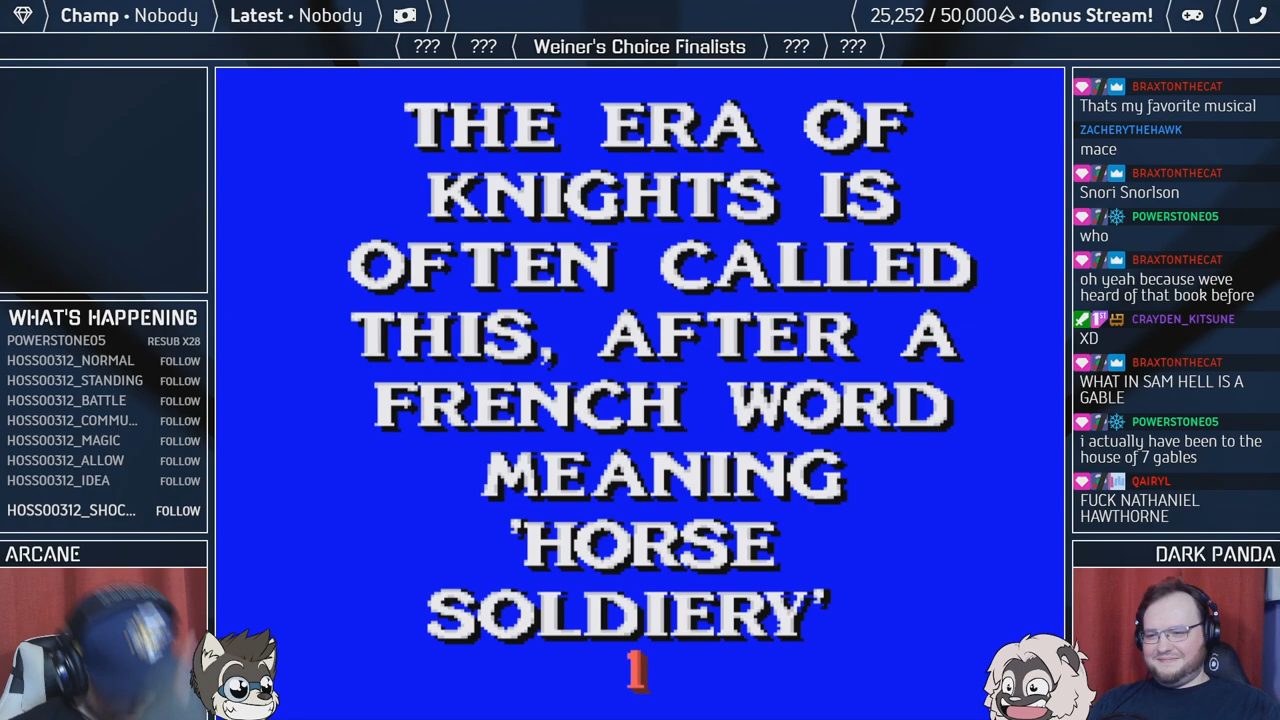 Champ • Nobody
Latest • Nobody
25,252 / 50,000 • Bonus Stream!
???
???
Weiner's Choice Finalists
???
???
THE ERA OF
KNIGHTS IS
OFTEN CALLED
THIS, AFTER A
FRENCH WORD
MEANING
'HORSE
SOLDIERY'
1
WHAT'S HAPPENING
POWERSTONE05 RESUB X28
HOSS00312_NORMAL FOLLOW
HOSS00312_STANDING FOLLOW
HOSS00312_BATTLE FOLLOW
HOSS00312_COMMU... FOLLOW
HOSS00312_MAGIC FOLLOW
HOSS00312_ALLOW FOLLOW
HOSS00312_IDEA FOLLOW
HOSS00312_SHOC... FOLLOW
ARCANE
BRAXTONTHECAT
Thats my favorite musical
ZACHERYTHEHAWK
mace
BRAXTONTHECAT
Snori Snorlson
POWERSTONE05
who
BRAXTONTHECAT
oh yeah because weve
heard of that book before
1ST CRAYDEN_KITSUNE
XD
BRAXTONTHECAT
WHAT IN SAM HELL IS A
GABLE
POWERSTONE05
i actually have been to the
house of 7 gables
QAIRYL
FUCK NATHANIEL
HAWTHORNE
DARK PANDA